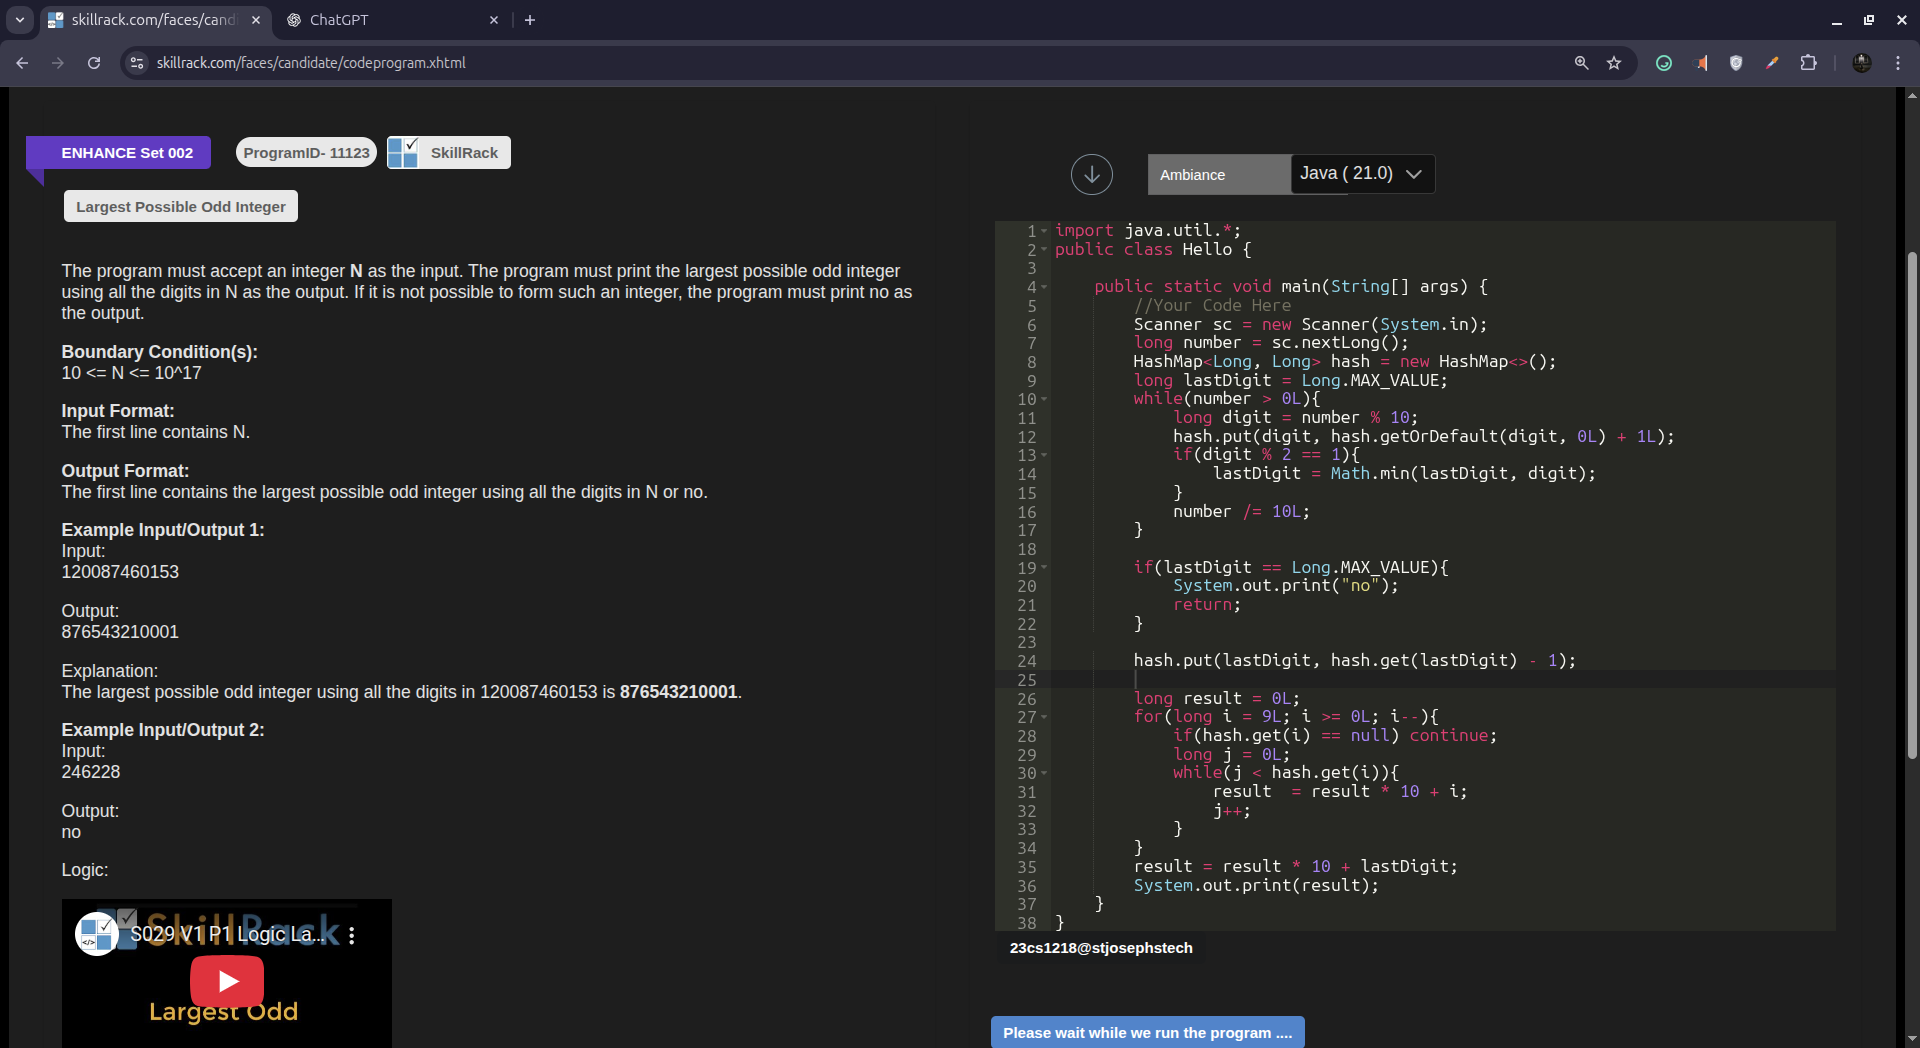 skillrack.com/faces/candi
ChatGPT
skillrack.com/faces/candidate/codeprogram.xhtml
ENHANCE Set 002
ProgramID- 11123
SkillRack
Largest Possible Odd Integer
The program must accept an integer N as the input. The program must print the largest possible odd integer
using all the digits in N as the output. If it is not possible to form such an integer, the program must print no as
the output.
Boundary Condition(s):
10 <= N <= 10^17
Input Format:
The first line contains N.
Output Format:
The first line contains the largest possible odd integer using all the digits in N or no.
Example Input/Output 1:
Input:
120087460153
Output:
876543210001
Explanation:
The largest possible odd integer using all the digits in 120087460153 is 876543210001.
Example Input/Output 2:
Input:
246228
Output:
no
Logic:
SkillRack
S029 V1 P1 Logic La...
Largest Odd
Ambiance
Java ( 21.0)
1 import java.util.*;
2 public class Hello {
3
4     public static void main(String[] args) {
5         //Your Code Here
6         Scanner sc = new Scanner(System.in);
7         long number = sc.nextLong();
8         HashMap<Long, Long> hash = new HashMap<>();
9         long lastDigit = Long.MAX_VALUE;
10         while(number > 0L){
11             long digit = number % 10;
12             hash.put(digit, hash.getOrDefault(digit, 0L) + 1L);
13             if(digit % 2 == 1){
14                 lastDigit = Math.min(lastDigit, digit);
15             }
16             number /= 10L;
17         }
18
19         if(lastDigit == Long.MAX_VALUE){
20             System.out.print("no");
21             return;
22         }
23
24         hash.put(lastDigit, hash.get(lastDigit) - 1);
25
26         long result = 0L;
27         for(long i = 9L; i >= 0L; i--){
28             if(hash.get(i) == null) continue;
29             long j = 0L;
30             while(j < hash.get(i)){
31                 result  = result * 10 + i;
32                 j++;
33             }
34         }
35         result = result * 10 + lastDigit;
36         System.out.print(result);
37     }
38 }
23cs1218@stjosephstech
Please wait while we run the program ....